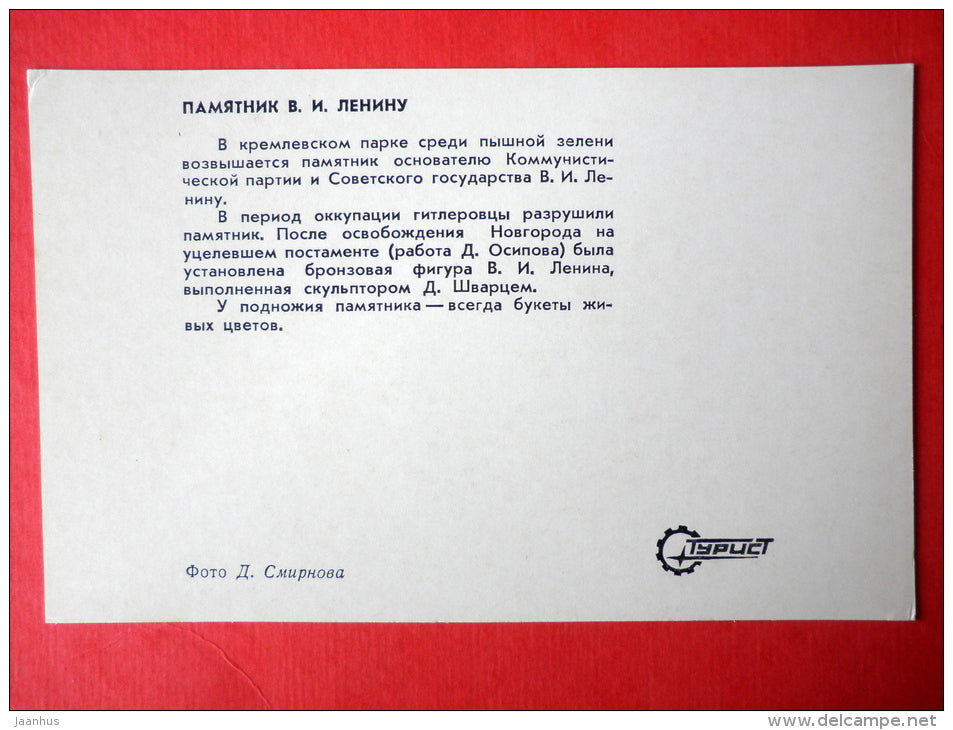 ПАМЯТНИК В. И. ЛЕНИНУ
В кремлевском парке среди пышной зелени
возвышается памятник основателю Коммунисти-
ческой партии и Советского государства В. И. Ле-
нину.
В период оккупации гитлеровцы разрушили
памятник. После освобождения Новгорода на
уцелевшем постаменте (работа Д. Осипова) была
установлена бронзовая фигура В. И. Ленина,
выполненная скульптором Д. Шварцем.
У подножия памятника — всегда букеты жи-
вых цветов.
ТУРИСТ
Фото Д. Смирнова
jaanhus
www.delcampe.net